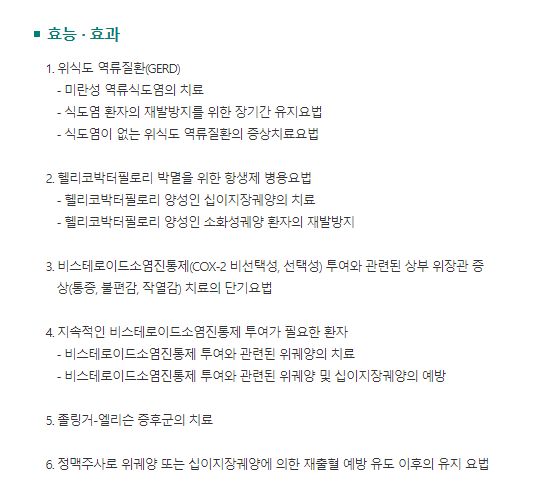 효능 · 효과
1. 위식도 역류질환(GERD)
- 미란성 역류식도염의 치료
- 식도염 환자의 재발방지를 위한 장기간 유지요법
- 식도염이 없는 위식도 역류질환의 증상치료요법
2. 헬리코박터필로리 박멸을 위한 항생제 병용요법
- 헬리코박터필로리 양성인 십이지장궤양의 치료
- 헬리코박터필로리 양성인 소화성궤양 환자의 재발방지
3. 비스테로이드소염진통제(COX-2 비선택성, 선택성) 투여와 관련된 상부 위장관 증
상(통증, 불편감, 작열감) 치료의 단기요법
4. 지속적인 비스테로이드소염진통제 투여가 필요한 환자
- 비스테로이드소염진통제 투여와 관련된 위궤양의 치료
- 비스테로이드소염진통제 투여와 관련된 위궤양 및 십이지장궤양의 예방
5. 졸링거-엘리슨 증후군의 치료
6. 정맥주사로 위궤양 또는 십이지장궤양에 의한 재출혈 예방 유도 이후의 유지 요법